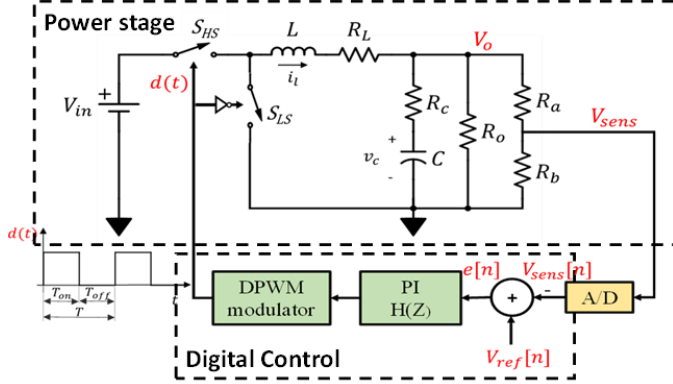 Power stage
S_HS
L
R_L
V_o
d(t)
i_l
V_in
+
S_LS
R_c
R_a
V_sens
R_o
+
v_c
C
-
R_b
d(t)
T_on
T_off
t
T
DPWM
modulator
PI
H(Z)
e[n]
+
V_sens[n]
-
A/D
V_ref[n]
Digital Control